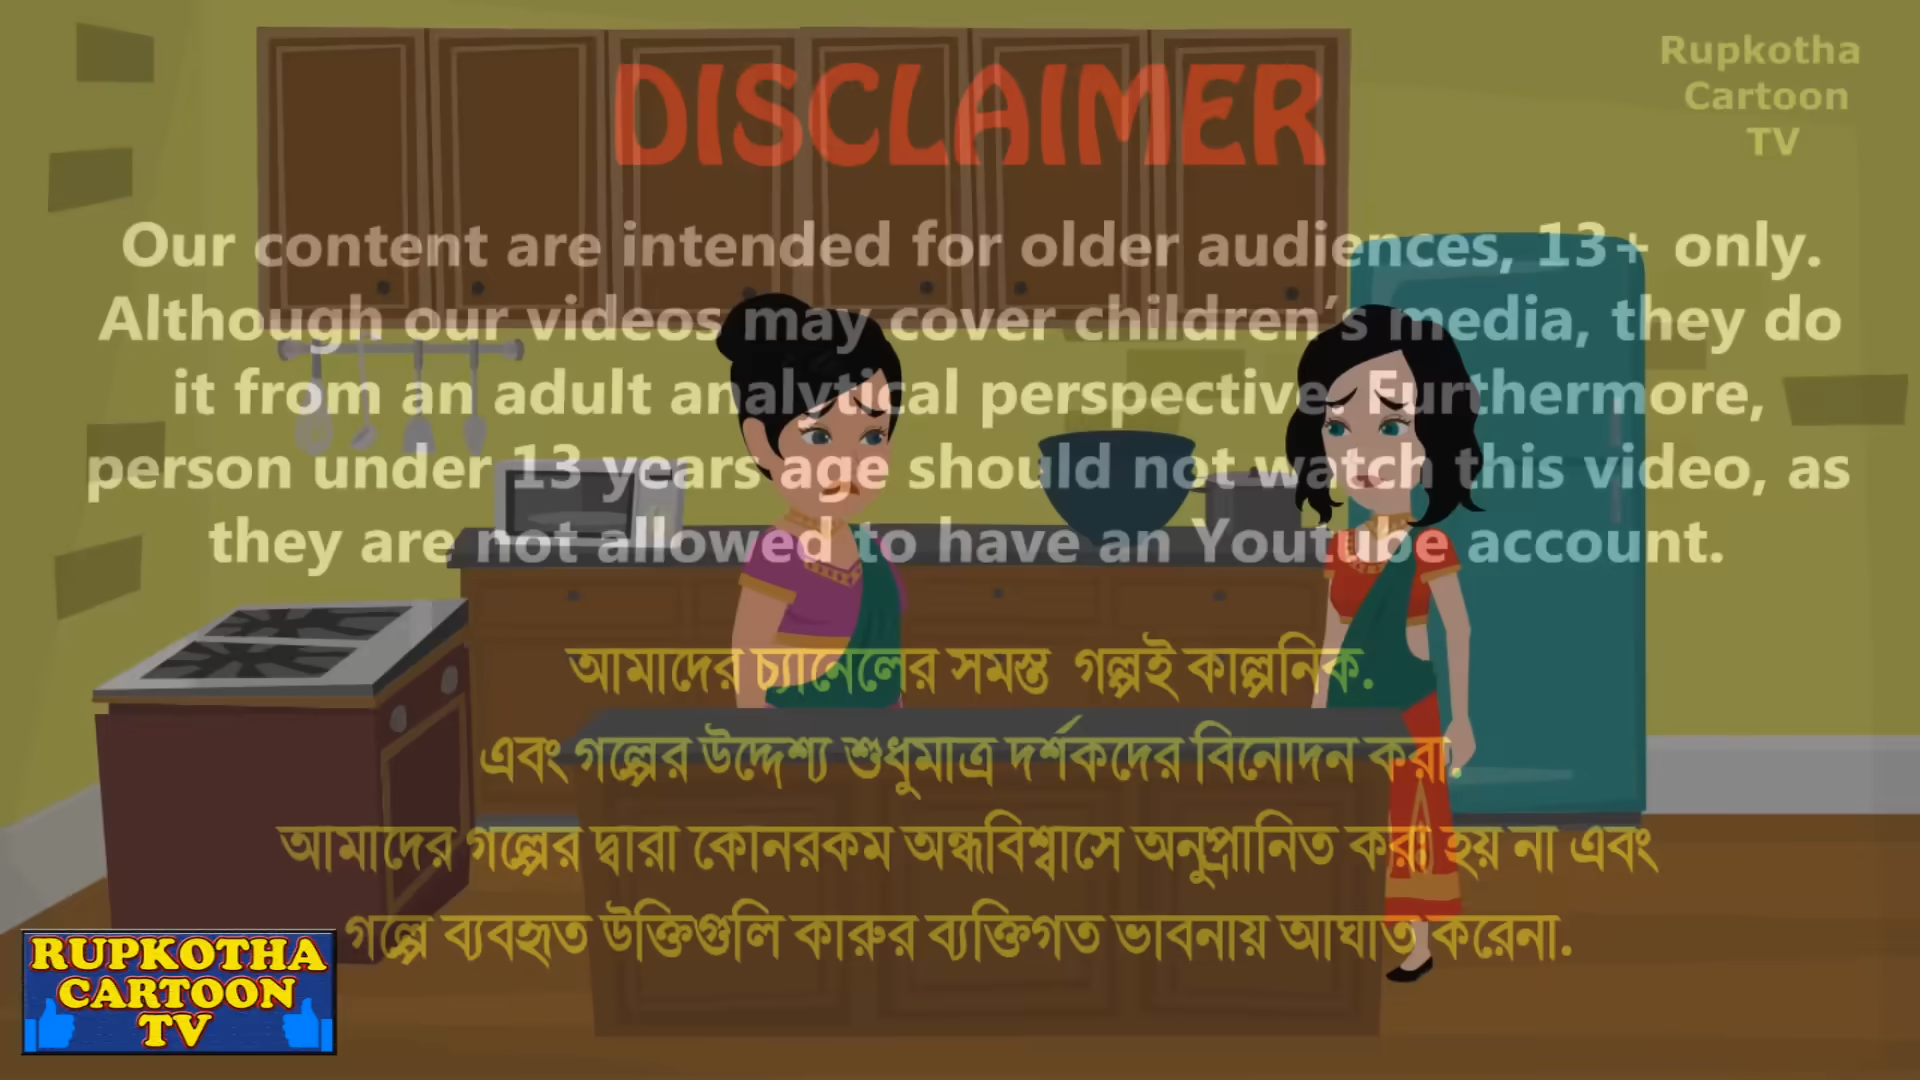 DISCLAIMER
Rupkotha
Cartoon
TV
Our content are intended for older audiences, 13+ only.
Although our videos may cover children's media, they do
it from an adult analytical perspective. Furthermore,
person under 13 years age should not watch this video, as
they are not allowed to have an Youtube account.
আমাদের চ্যানেলের সমস্ত গল্পই কাল্পনিক.
এবং গল্পের উদ্দেশ্য শুধুমাত্র দর্শকদের বিনোদন করা.
আমাদের গল্পের দ্বারা কোনরকম অন্ধবিশ্বাসে অনুপ্রানিত করা হয় না এবং
গল্পে ব্যবহৃত উক্তিগুলি কারুর ব্যক্তিগত ভাবনায় আঘাত করেনা.
RUPKOTHA
CARTOON
TV